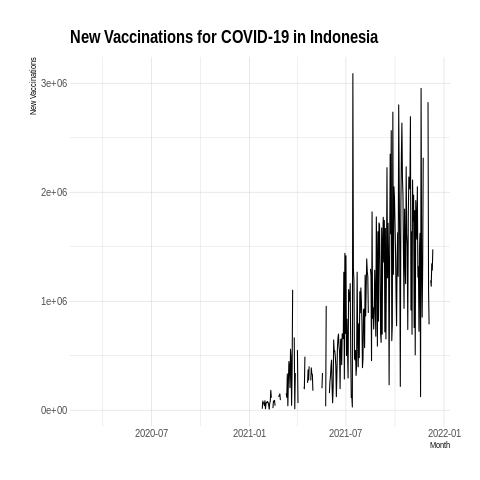 New Vaccinations for COVID-19 in Indonesia
New Vaccinations
3e+06
2e+06
1e+06
0e+00
2020-07
2021-01
2021-07
2022-01
Month